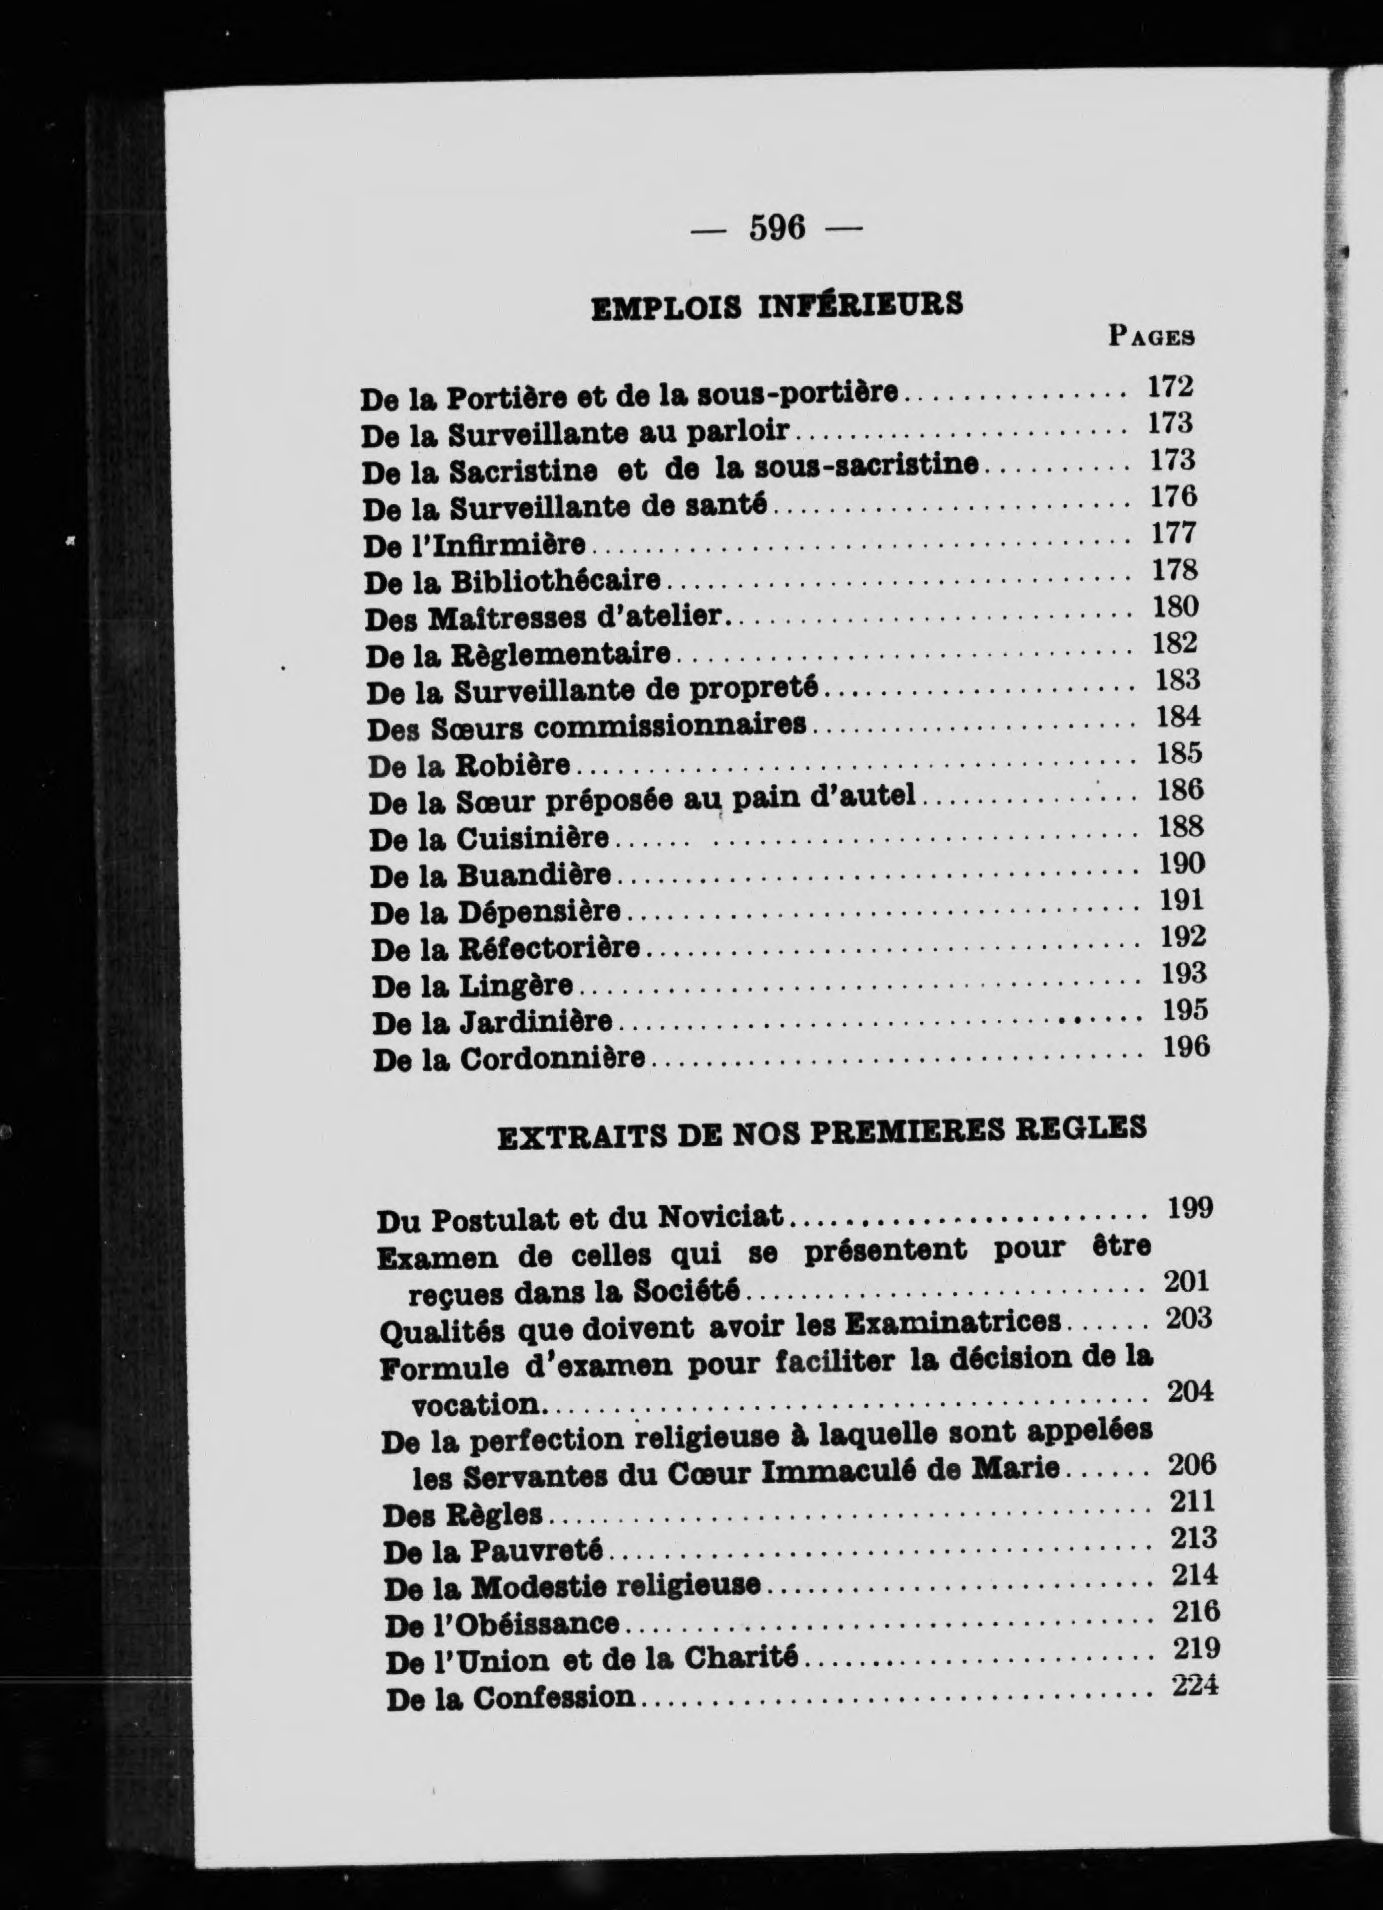 — 596 —
EMPLOIS INFÉRIEURS
PAGES
De la Portière et de la sous-portière............... 172
De la Surveillante au parloir........................ 173
De la Sacristine et de la sous-sacristine.......... 173
De la Surveillante de santé......................... 176
De l'Infirmière..................................... 177
De la Bibliothécaire................................ 178
Des Maîtresses d'atelier............................ 180
De la Règlementaire................................. 182
De la Surveillante de propreté...................... 183
Des Sœurs commissionnaires.......................... 184
De la Robière....................................... 185
De la Sœur préposée au pain d'autel................. 186
De la Cuisinière.................................... 188
De la Buandière..................................... 190
De la Dépensière.................................... 191
De la Réfectorière.................................. 192
De la Lingère....................................... 193
De la Jardinière.................................... 195
De la Cordonnière................................... 196
EXTRAITS DE NOS PREMIERES REGLES
Du Postulat et du Noviciat.......................... 199
Examen de celles qui se présentent pour être
reçues dans la Société.............................. 201
Qualités que doivent avoir les Examinatrices...... 203
Formule d'examen pour faciliter la décision de la
vocation............................................ 204
De la perfection religieuse à laquelle sont appelées
les Servantes du Cœur Immaculé de Marie...... 206
Des Règles.......................................... 211
De la Pauvreté...................................... 213
De la Modestie religieuse........................... 214
De l'Obéissance..................................... 216
De l'Union et de la Charité......................... 219
De la Confession.................................... 224